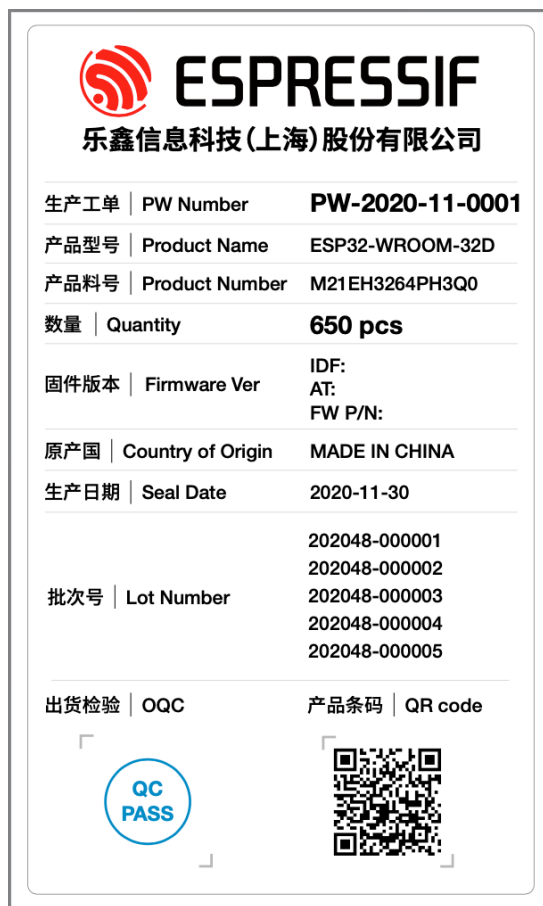 ESPRESSIF
乐鑫信息科技(上海)股份有限公司
生产工单 | PW Number PW-2020-11-0001
产品型号 | Product Name ESP32-WROOM-32D
产品料号 | Product Number M21EH3264PH3Q0
数量 | Quantity 650 pcs
固件版本 | Firmware Ver
IDF:
AT:
FW P/N:
原产国 | Country of Origin MADE IN CHINA
生产日期 | Seal Date 2020-11-30
批次号 | Lot Number
202048-000001
202048-000002
202048-000003
202048-000004
202048-000005
出货检验 | OQC 产品条码 | QR code
QC
PASS